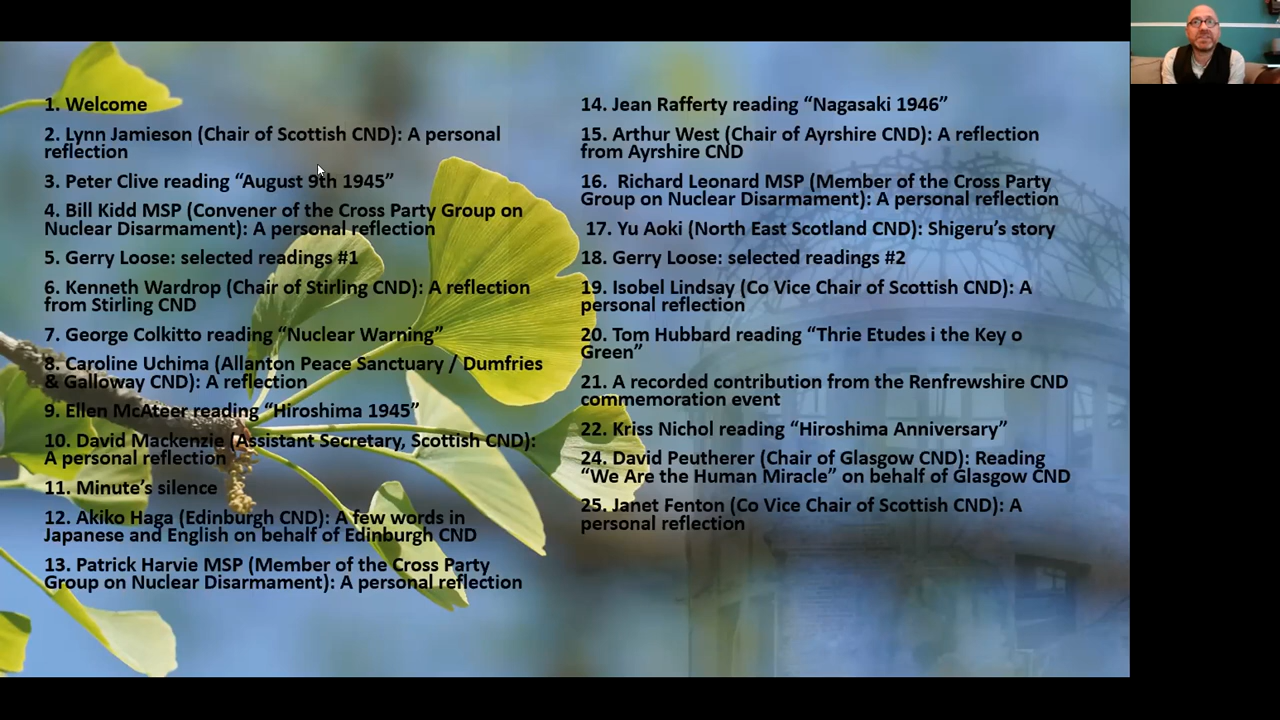 1. Welcome
2. Lynn Jamieson (Chair of Scottish CND): A personal
reflection
3. Peter Clive reading “August 9th 1945”
4. Bill Kidd MSP (Convener of the Cross Party Group on
Nuclear Disarmament): A personal reflection
5. Gerry Loose: selected readings #1
6. Kenneth Wardrop (Chair of Stirling CND): A reflection
from Stirling CND
7. George Colkitto reading “Nuclear Warning”
8. Caroline Uchima (Allanton Peace Sanctuary / Dumfries
& Galloway CND): A reflection
9. Ellen McAteer reading “Hiroshima 1945”
10. David Mackenzie (Assistant Secretary, Scottish CND):
A personal reflection
11. Minute’s silence
12. Akiko Haga (Edinburgh CND): A few words in
Japanese and English on behalf of Edinburgh CND
13. Patrick Harvie MSP (Member of the Cross Party
Group on Nuclear Disarmament): A personal reflection
14. Jean Rafferty reading “Nagasaki 1946”
15. Arthur West (Chair of Ayrshire CND): A reflection
from Ayrshire CND
16. Richard Leonard MSP (Member of the Cross Party
Group on Nuclear Disarmament): A personal reflection
17. Yu Aoki (North East Scotland CND): Shigeru’s story
18. Gerry Loose: selected readings #2
19. Isobel Lindsay (Co Vice Chair of Scottish CND): A
personal reflection
20. Tom Hubbard reading “Thrie Etudes i the Key o
Green”
21. A recorded contribution from the Renfrewshire CND
commemoration event
22. Kriss Nichol reading “Hiroshima Anniversary”
24. David Peutherer (Chair of Glasgow CND): Reading
“We Are the Human Miracle” on behalf of Glasgow CND
25. Janet Fenton (Co Vice Chair of Scottish CND): A
personal reflection